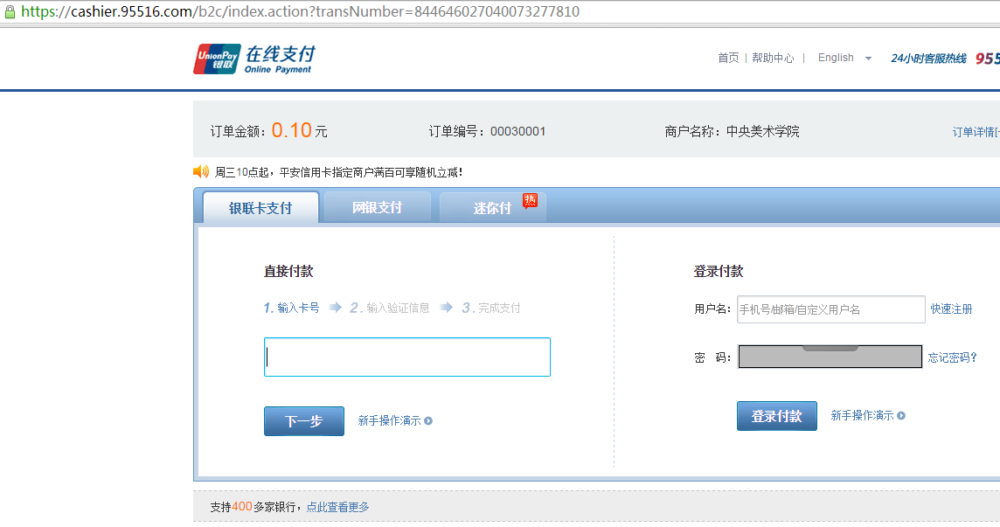 https://cashier.95516.com/b2c/index.action?transNumber=844646027040073277810
UnionPay 银联 在线支付 Online Payment
首页 | 帮助中心 | English 24小时客服热线 955
订单金额：0.10 元 订单编号：00030001 商户名称：中央美术学院 订单详情[
周三10点起，平安信用卡指定商户满百可享随机立减！
银联卡支付 网银支付 迷你付 热
直接付款
1. 输入卡号 2. 输入验证信息 3. 完成支付
下一步 新手操作演示
登录付款
用户名： 手机号/邮箱/自定义用户名 快速注册
密 码： 忘记密码？
登录付款 新手操作演示
支持400多家银行，点此查看更多